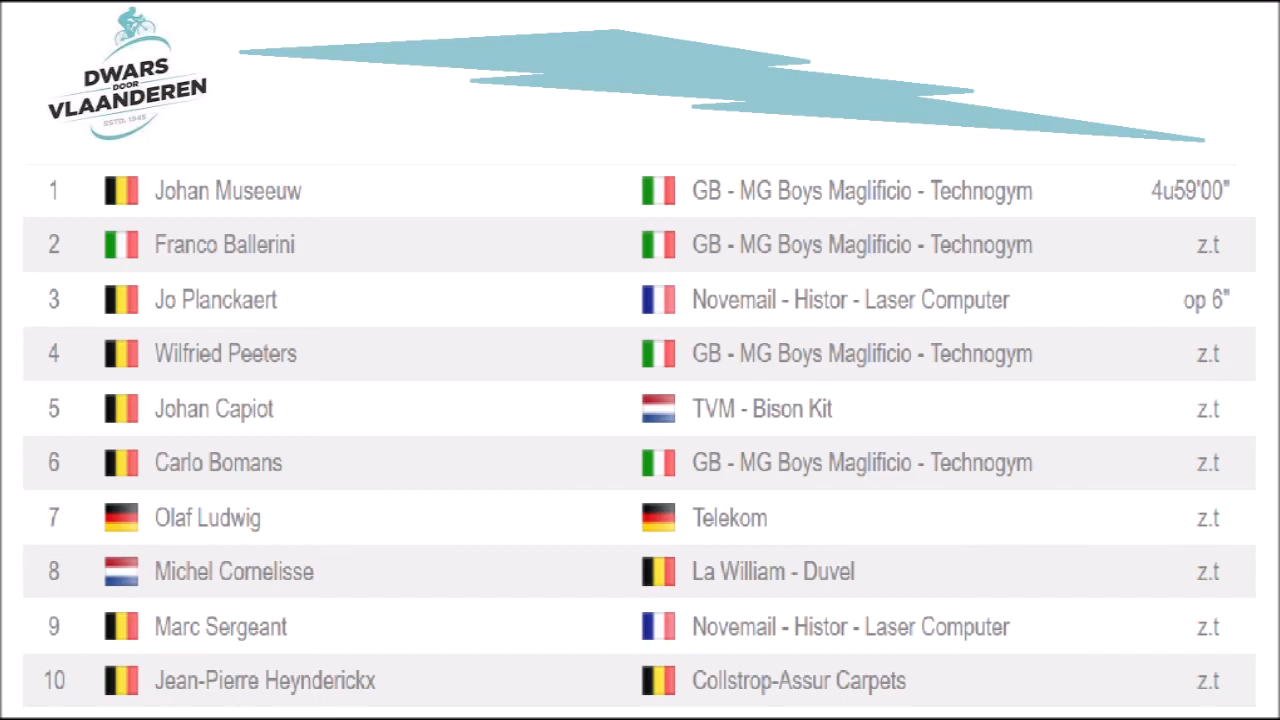 DWARS
DOOR
VLAANDEREN
ESTD. 1945
1 Johan Museeuw GB - MG Boys Maglificio - Technogym 4u59'00"
2 Franco Ballerini GB - MG Boys Maglificio - Technogym z.t
3 Jo Planckaert Novemail - Histor - Laser Computer op 6"
4 Wilfried Peeters GB - MG Boys Maglificio - Technogym z.t
5 Johan Capiot TVM - Bison Kit z.t
6 Carlo Bomans GB - MG Boys Maglificio - Technogym z.t
7 Olaf Ludwig Telekom z.t
8 Michel Cornelisse La William - Duvel z.t
9 Marc Sergeant Novemail - Histor - Laser Computer z.t
10 Jean-Pierre Heynderickx Collstrop-Assur Carpets z.t